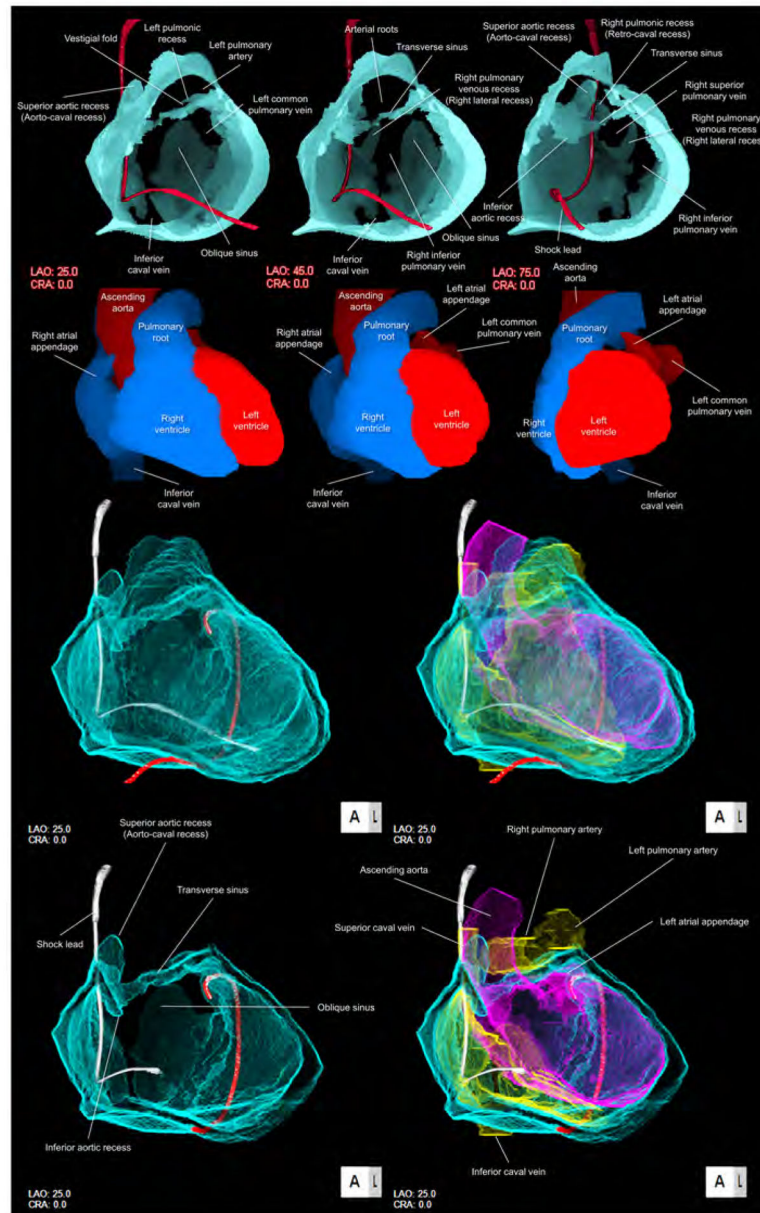 Left pulmonic
recess
Vestigial fold
Left pulmonary
artery
Superior aortic recess
(Aorto-caval recess)
Left common
pulmonary vein
Inferior
caval vein
Oblique sinus
Arterial roots
Transverse sinus
Right pulmonary
venous recess
(Right lateral recess)
Inferior
caval vein
Right inferior
pulmonary vein
Oblique sinus
Superior aortic recess
(Aorto-caval recess)
Right pulmonic recess
(Retro-caval recess)
Transverse sinus
Right superior
pulmonary vein
Right pulmonary
venous recess
(Right lateral recess
Inferior
aortic recess
Shock lead
Right inferior
pulmonary vein
LAO: 25.0
CRA: 0.0
LAO: 45.0
CRA: 0.0
LAO: 75.0
CRA: 0.0
Ascending
aorta
Pulmonary
root
Right atrial
appendage
Right
ventricle
Left
ventricle
Inferior
caval vein
Ascending
aorta
Pulmonary
root
Left atrial
appendage
Right atrial
appendage
Left common
pulmonary vein
Right
ventricle
Left
ventricle
Inferior
caval vein
Ascending
aorta
Pulmonary
root
Left atrial
appendage
Left common
pulmonary vein
Right
ventricle
Left
ventricle
Inferior
caval vein
LAO: 25.0
CRA: 0.0
A L
LAO: 25.0
CRA: 0.0
A L
Superior aortic recess
(Aorto-caval recess)
Transverse sinus
Shock lead
Oblique sinus
Inferior aortic recess
LAO: 25.0
CRA: 0.0
A L
Right pulmonary artery
Ascending aorta
Left pulmonary artery
Superior caval vein
Left atrial appendage
Inferior caval vein
LAO: 25.0
CRA: 0.0
A L